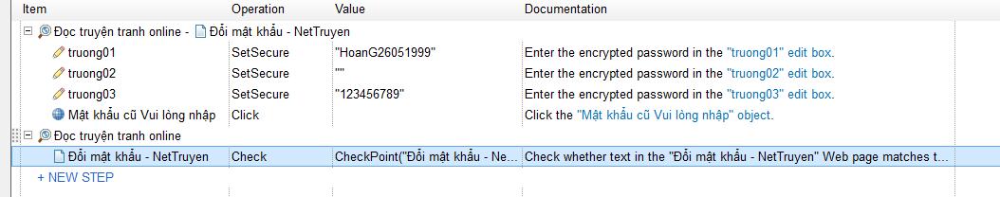 Item Operation Value Documentation
Đọc truyện tranh online - Đổi mật khẩu - NetTruyen
truong01 SetSecure "HoanG26051999" Enter the encrypted password in the "truong01" edit box.
truong02 SetSecure "" Enter the encrypted password in the "truong02" edit box.
truong03 SetSecure "123456789" Enter the encrypted password in the "truong03" edit box.
Mật khẩu cũ Vui lòng nhập Click Click the "Mật khẩu cũ Vui lòng nhập" object.
Đọc truyện tranh online
Đổi mật khẩu - NetTruyen Check CheckPoint("Đổi mật khẩu - Ne... Check whether text in the "Đổi mật khẩu - NetTruyen" Web page matches t...
+ NEW STEP